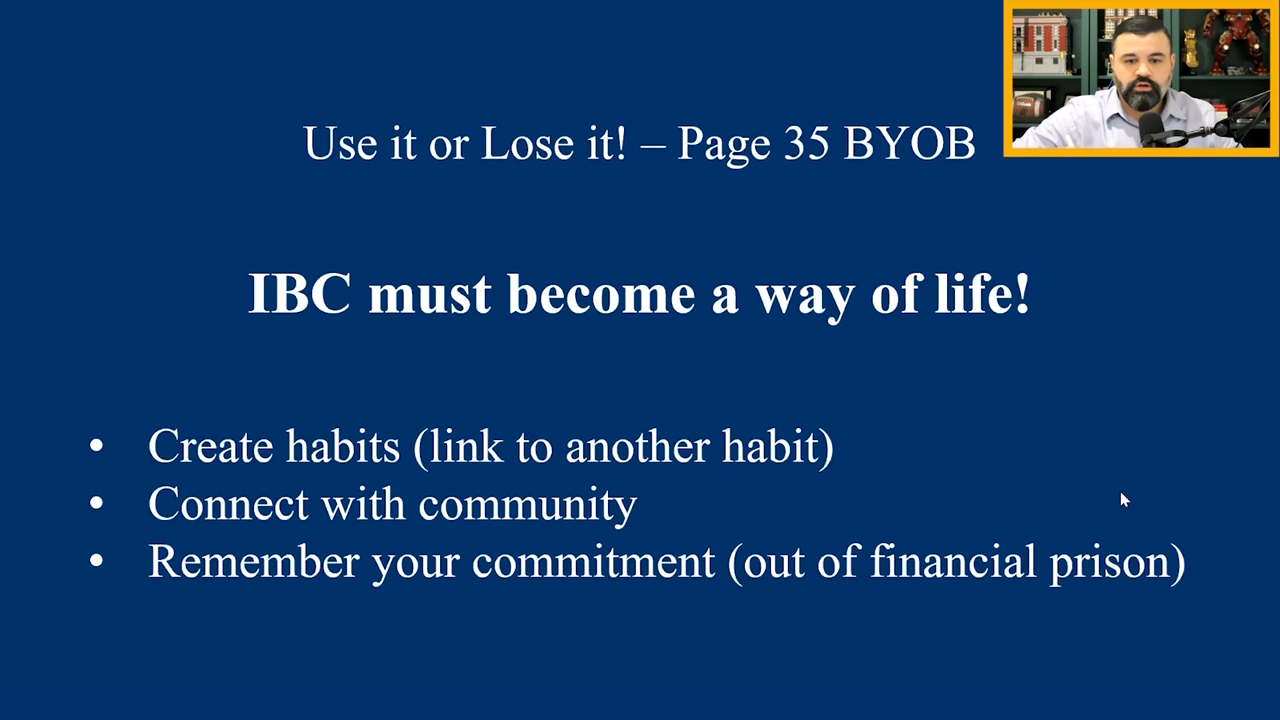 Use it or Lose it! – Page 35 BYOB
IBC must become a way of life!
• Create habits (link to another habit)
• Connect with community
• Remember your commitment (out of financial prison)